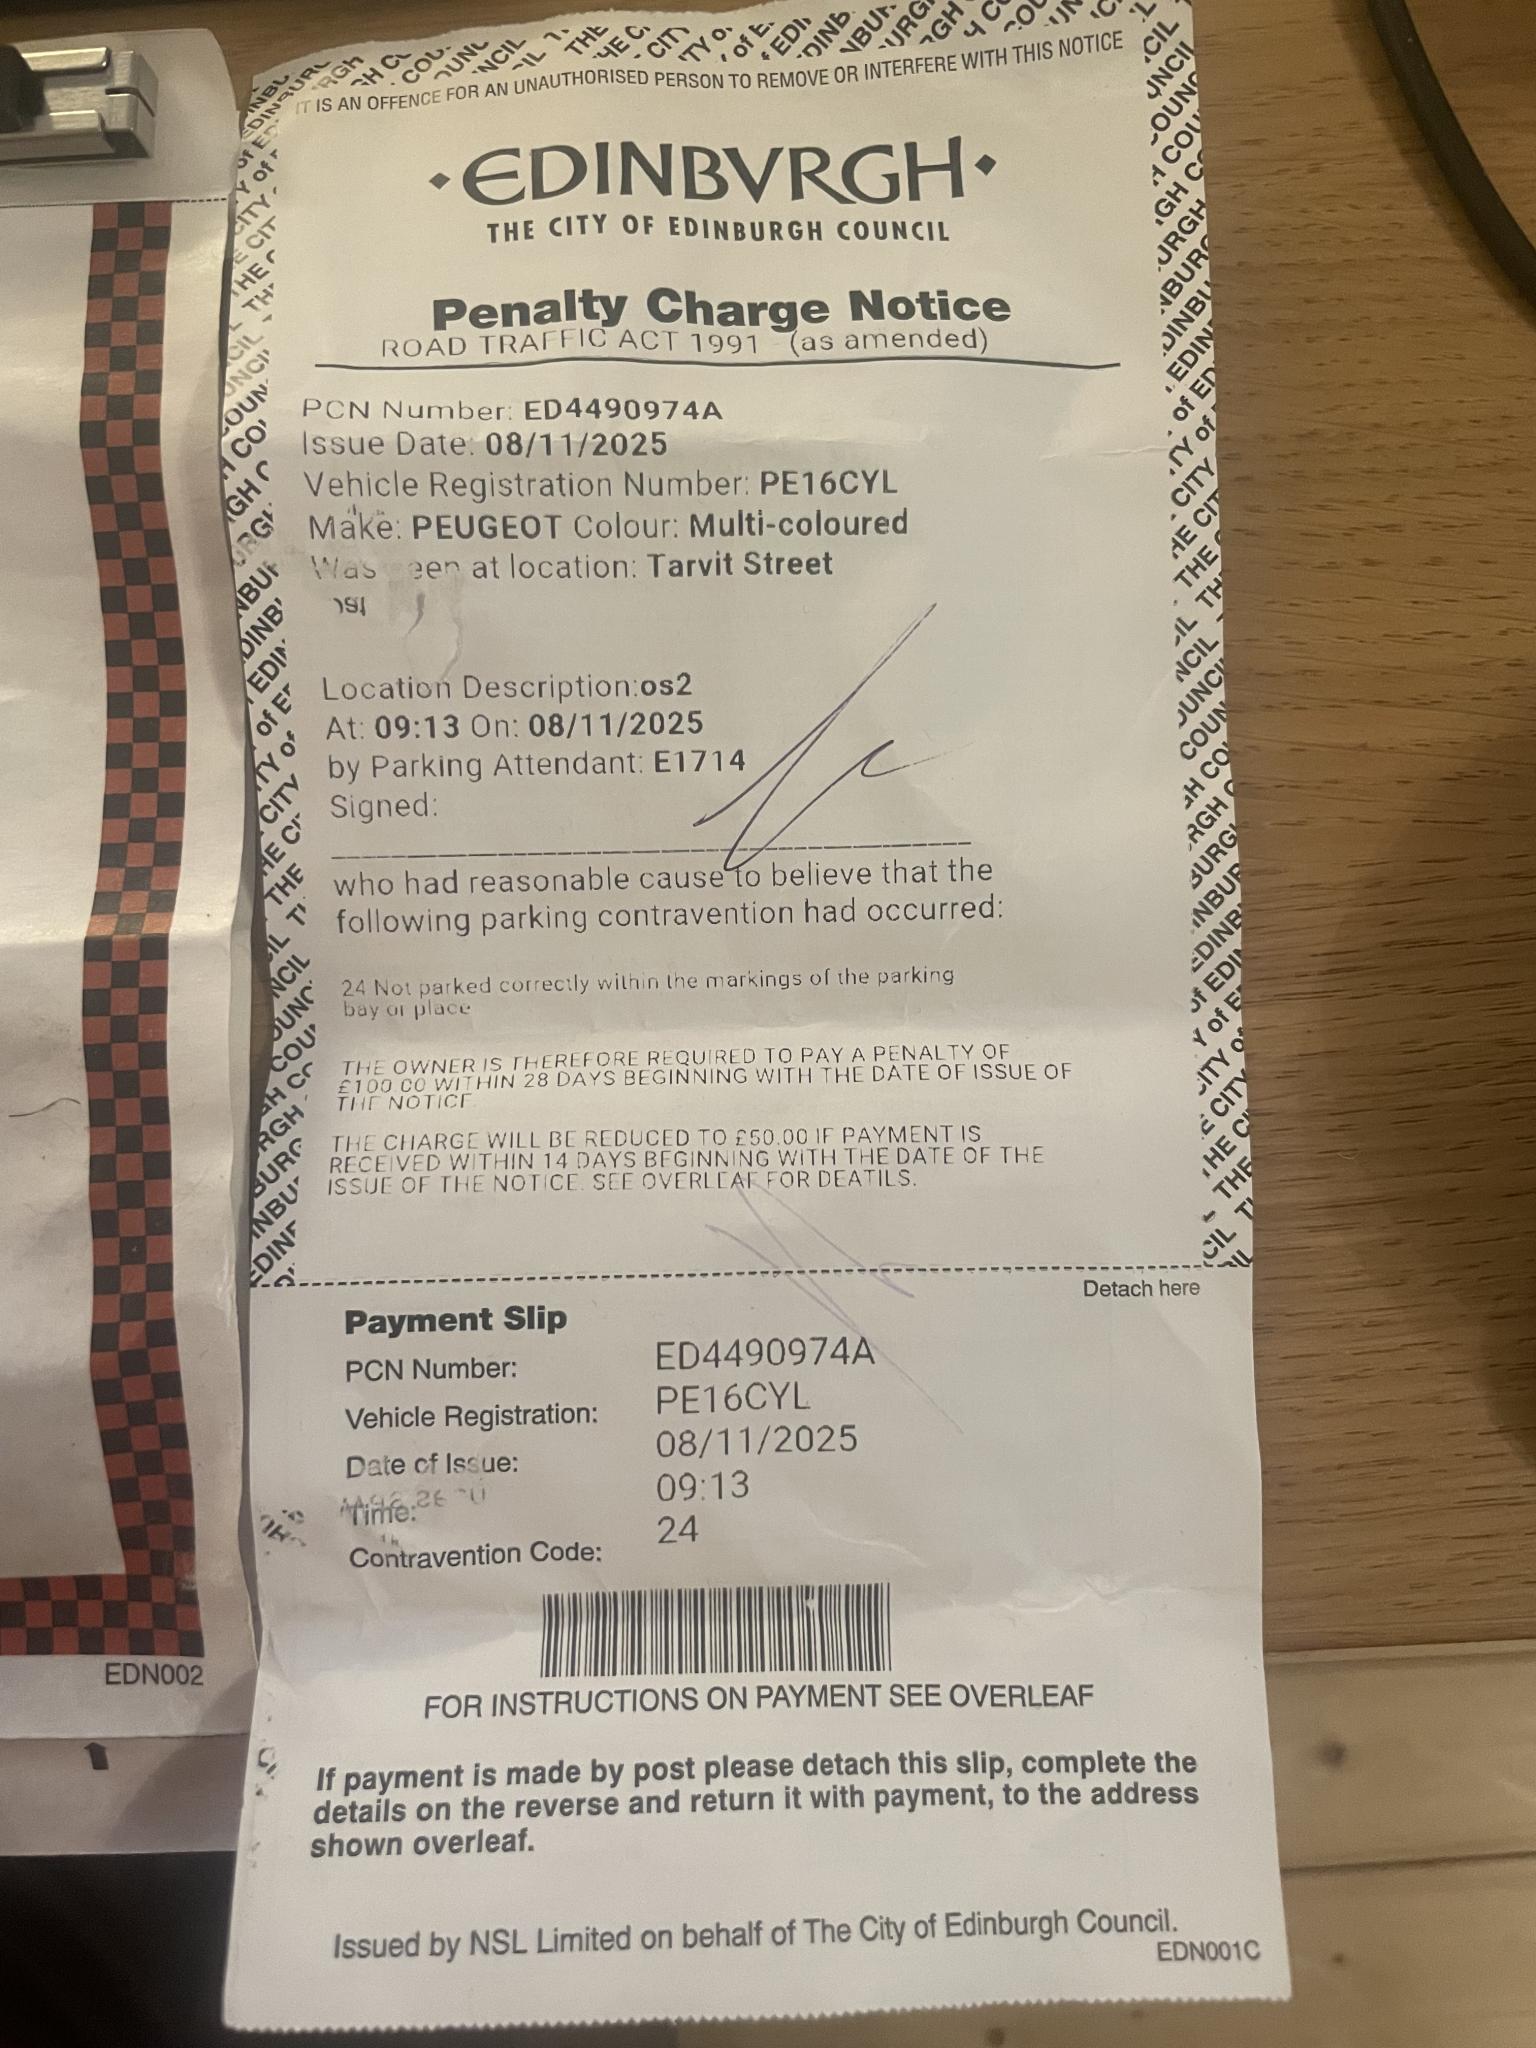 IT IS AN OFFENCE FOR AN UNAUTHORISED PERSON TO REMOVE OR INTERFERE WITH THIS NOTICE
EDINBVRGH
THE CITY OF EDINBURGH COUNCIL
Penalty Charge Notice
ROAD TRAFFIC ACT 1991 (as amended)
PCN Number: ED4490974A
Issue Date: 08/11/2025
Vehicle Registration Number: PE16CYL
Make: PEUGEOT Colour: Multi-coloured
Was een at location: Tarvit Street
Location Description:os2
At: 09:13 On: 08/11/2025
by Parking Attendant: E1714
Signed:
who had reasonable cause to believe that the
following parking contravention had occurred:
24 Not parked correctly within the markings of the parking
bay or place
THE OWNER IS THEREFORE REQUIRED TO PAY A PENALTY OF
£100.00 WITHIN 28 DAYS BEGINNING WITH THE DATE OF ISSUE OF
THE NOTICE.
THE CHARGE WILL BE REDUCED TO £50.00 IF PAYMENT IS
RECEIVED WITHIN 14 DAYS BEGINNING WITH THE DATE OF THE
ISSUE OF THE NOTICE. SEE OVERLEAF FOR DEATILS.
Detach here
Payment Slip
PCN Number: ED4490974A
Vehicle Registration: PE16CYL
Date of Issue: 08/11/2025
Time: 09:13
Contravention Code: 24
FOR INSTRUCTIONS ON PAYMENT SEE OVERLEAF
If payment is made by post please detach this slip, complete the
details on the reverse and return it with payment, to the address
shown overleaf.
Issued by NSL Limited on behalf of The City of Edinburgh Council.
EDN001C
EDN002